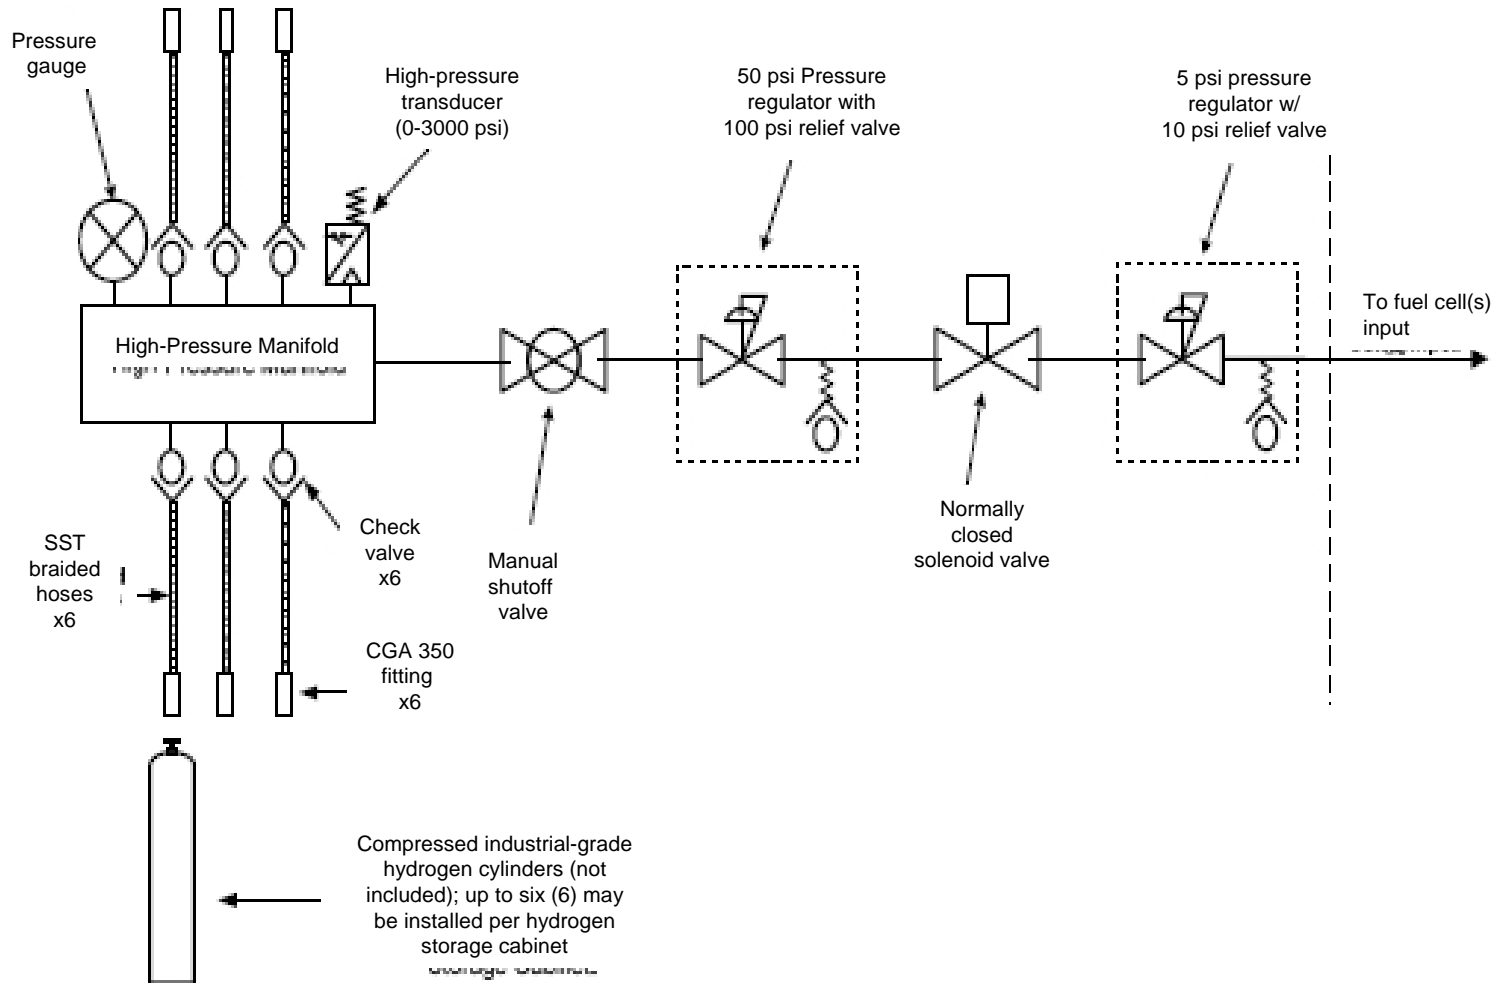 Pressure
gauge
High-pressure
transducer
(0-3000 psi)
50 psi Pressure
regulator with
100 psi relief valve
5 psi pressure
regulator w/
10 psi relief valve
To fuel cell(s)
input
High-Pressure Manifold
SST
braided
hoses
x6
Check
valve
x6
Manual
shutoff
valve
Normally
closed
solenoid valve
CGA 350
fitting
x6
Compressed industrial-grade
hydrogen cylinders (not
included); up to six (6) may
be installed per hydrogen
storage cabinet